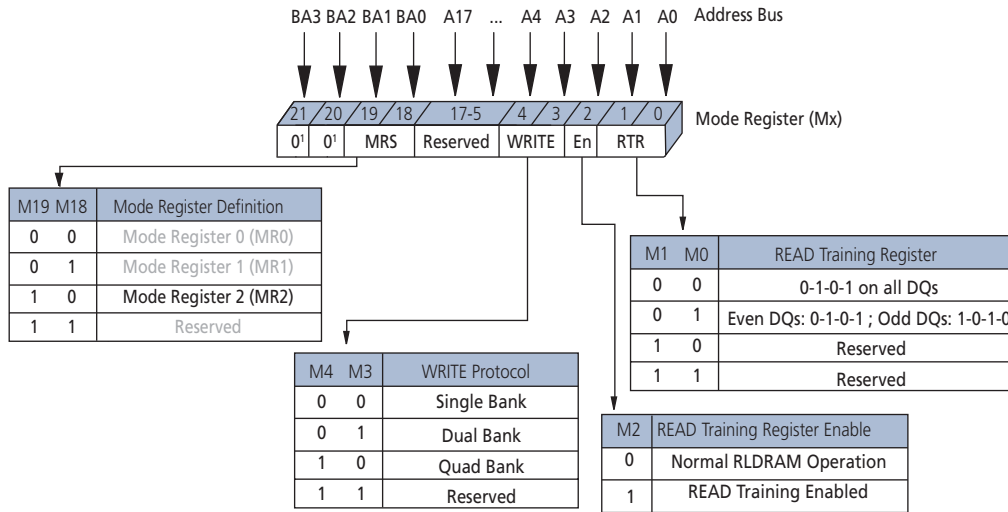 BA3 BA2 BA1 BA0 A17 ... A4 A3 A2 A1 A0 Address Bus
21 20 19 18 17-5 4 3 2 1 0 Mode Register (Mx)
0¹ 0¹ MRS Reserved WRITE En RTR
M19 M18 Mode Register Definition
0 0 Mode Register 0 (MR0)
0 1 Mode Register 1 (MR1)
1 0 Mode Register 2 (MR2)
1 1 Reserved
M1 M0 READ Training Register
0 0 0-1-0-1 on all DQs
0 1 Even DQs: 0-1-0-1 ; Odd DQs: 1-0-1-0
1 0 Reserved
1 1 Reserved
M4 M3 WRITE Protocol
0 0 Single Bank
0 1 Dual Bank
1 0 Quad Bank
1 1 Reserved
M2 READ Training Register Enable
0 Normal RLDRAM Operation
1 READ Training Enabled